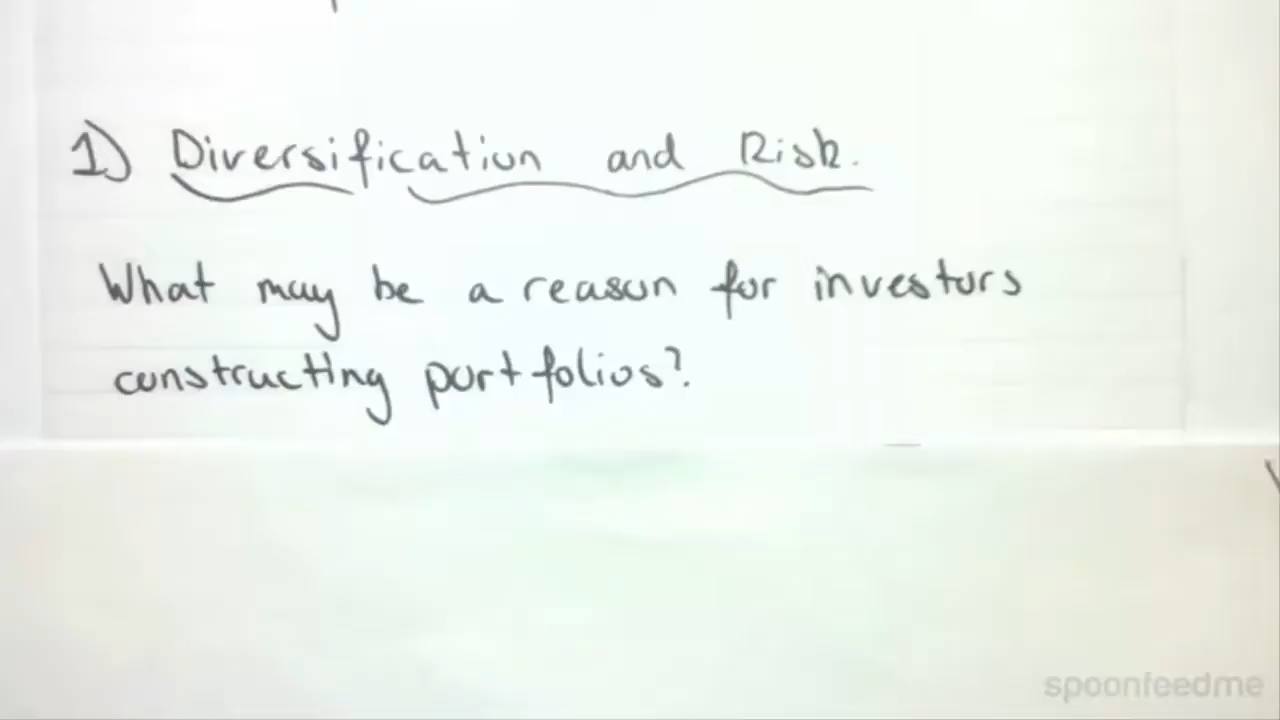 1) Diversification and Risk.
What may be a reason for investors
constructing portfolios?
spoonfeedme